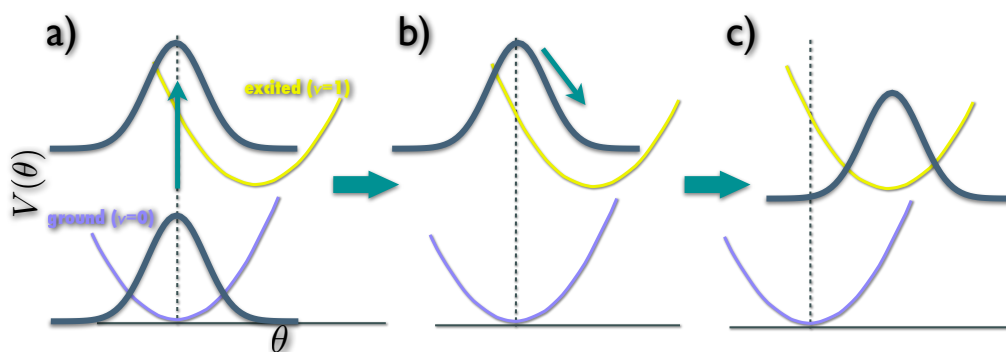 a)
b)
c)
excited (v=1)
V(θ)
ground (v=0)
θ